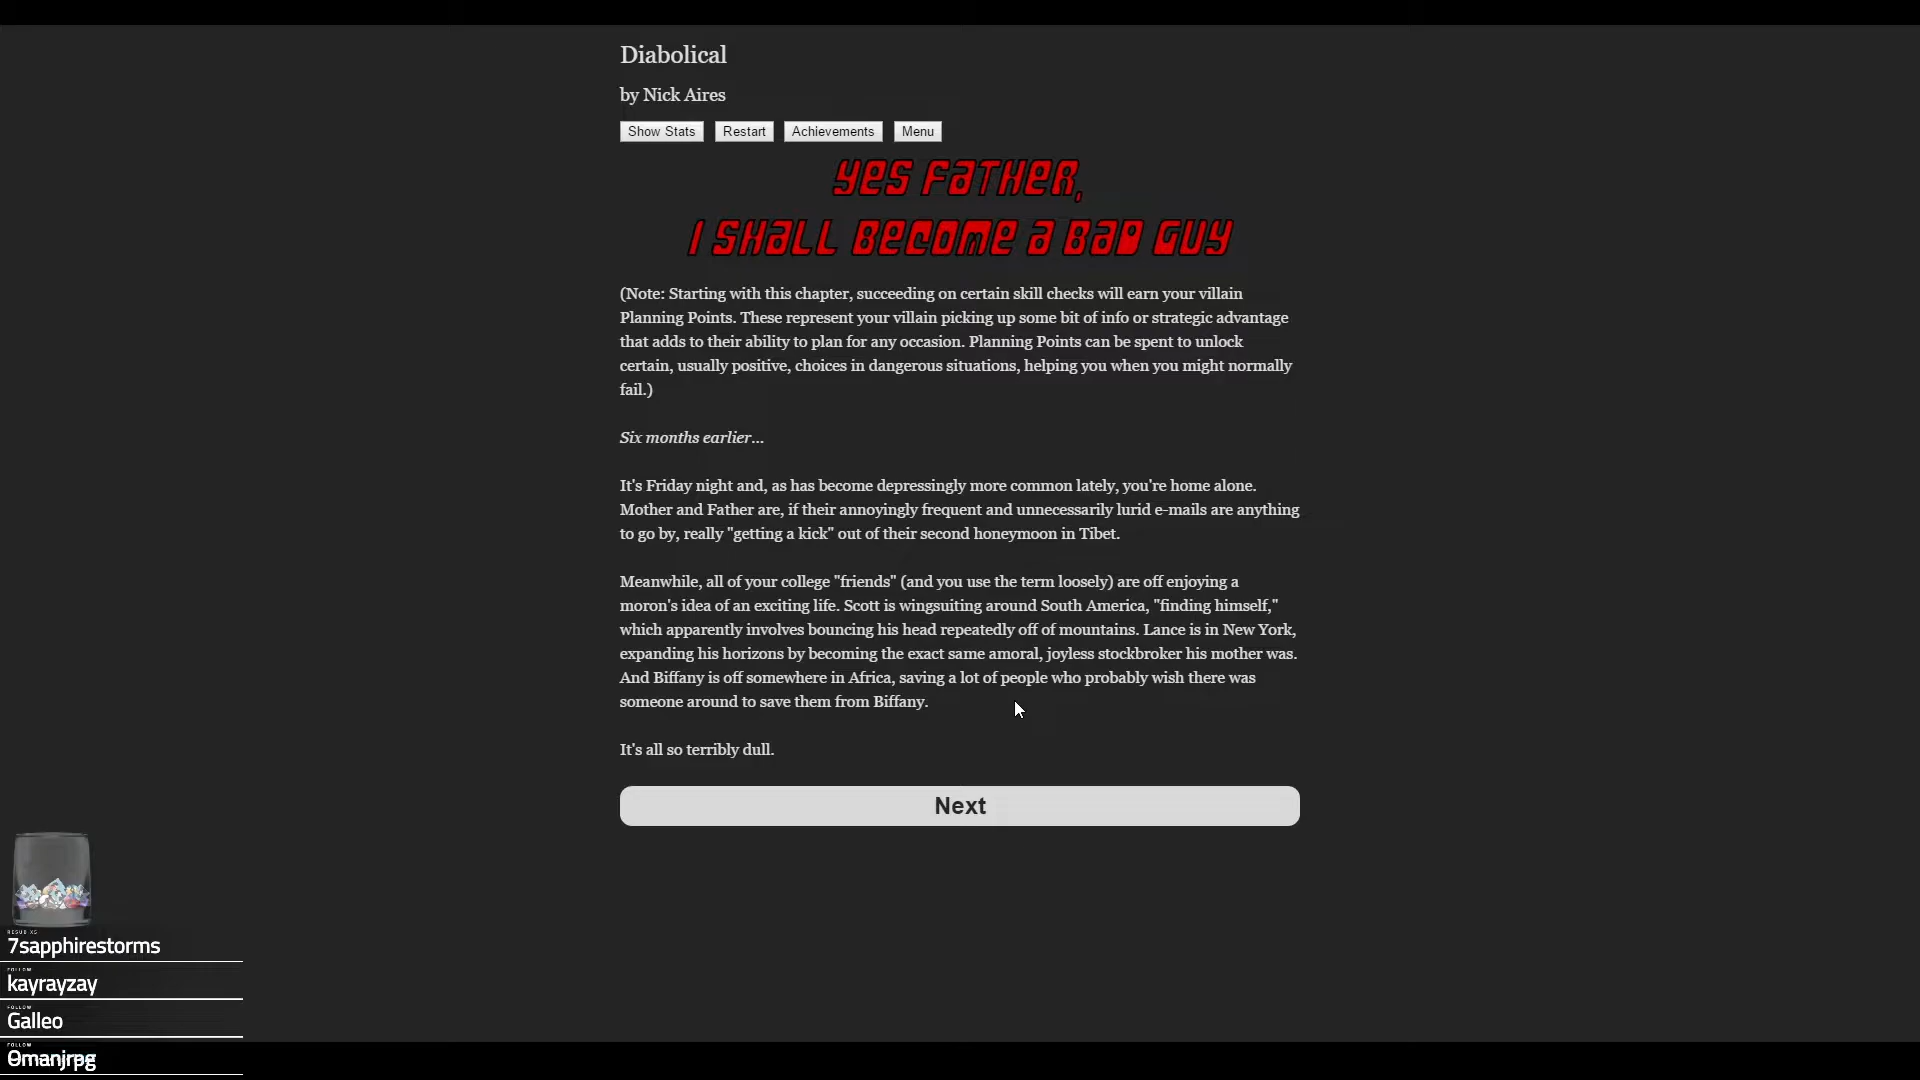 Diabolical
by Nick Aires
Show Stats Restart Achievements Menu
YES FATHER,
I SHALL BECOME A BAD GUY
(Note: Starting with this chapter, succeeding on certain skill checks will earn your villain
Planning Points. These represent your villain picking up some bit of info or strategic advantage
that adds to their ability to plan for any occasion. Planning Points can be spent to unlock
certain, usually positive, choices in dangerous situations, helping you when you might normally
fail.)
Six months earlier...
It's Friday night and, as has become depressingly more common lately, you're home alone.
Mother and Father are, if their annoyingly frequent and unnecessarily lurid e-mails are anything
to go by, really "getting a kick" out of their second honeymoon in Tibet.
Meanwhile, all of your college "friends" (and you use the term loosely) are off enjoying a
moron's idea of an exciting life. Scott is wingsuiting around South America, "finding himself,"
which apparently involves bouncing his head repeatedly off of mountains. Lance is in New York,
expanding his horizons by becoming the exact same amoral, joyless stockbroker his mother was.
And Biffany is off somewhere in Africa, saving a lot of people who probably wish there was
someone around to save them from Biffany.
It's all so terribly dull.
Next
RESUB X5
7sapphirestorms
FOLLOW
kayrayzay
FOLLOW
Galleo
FOLLOW
Omanjrpg